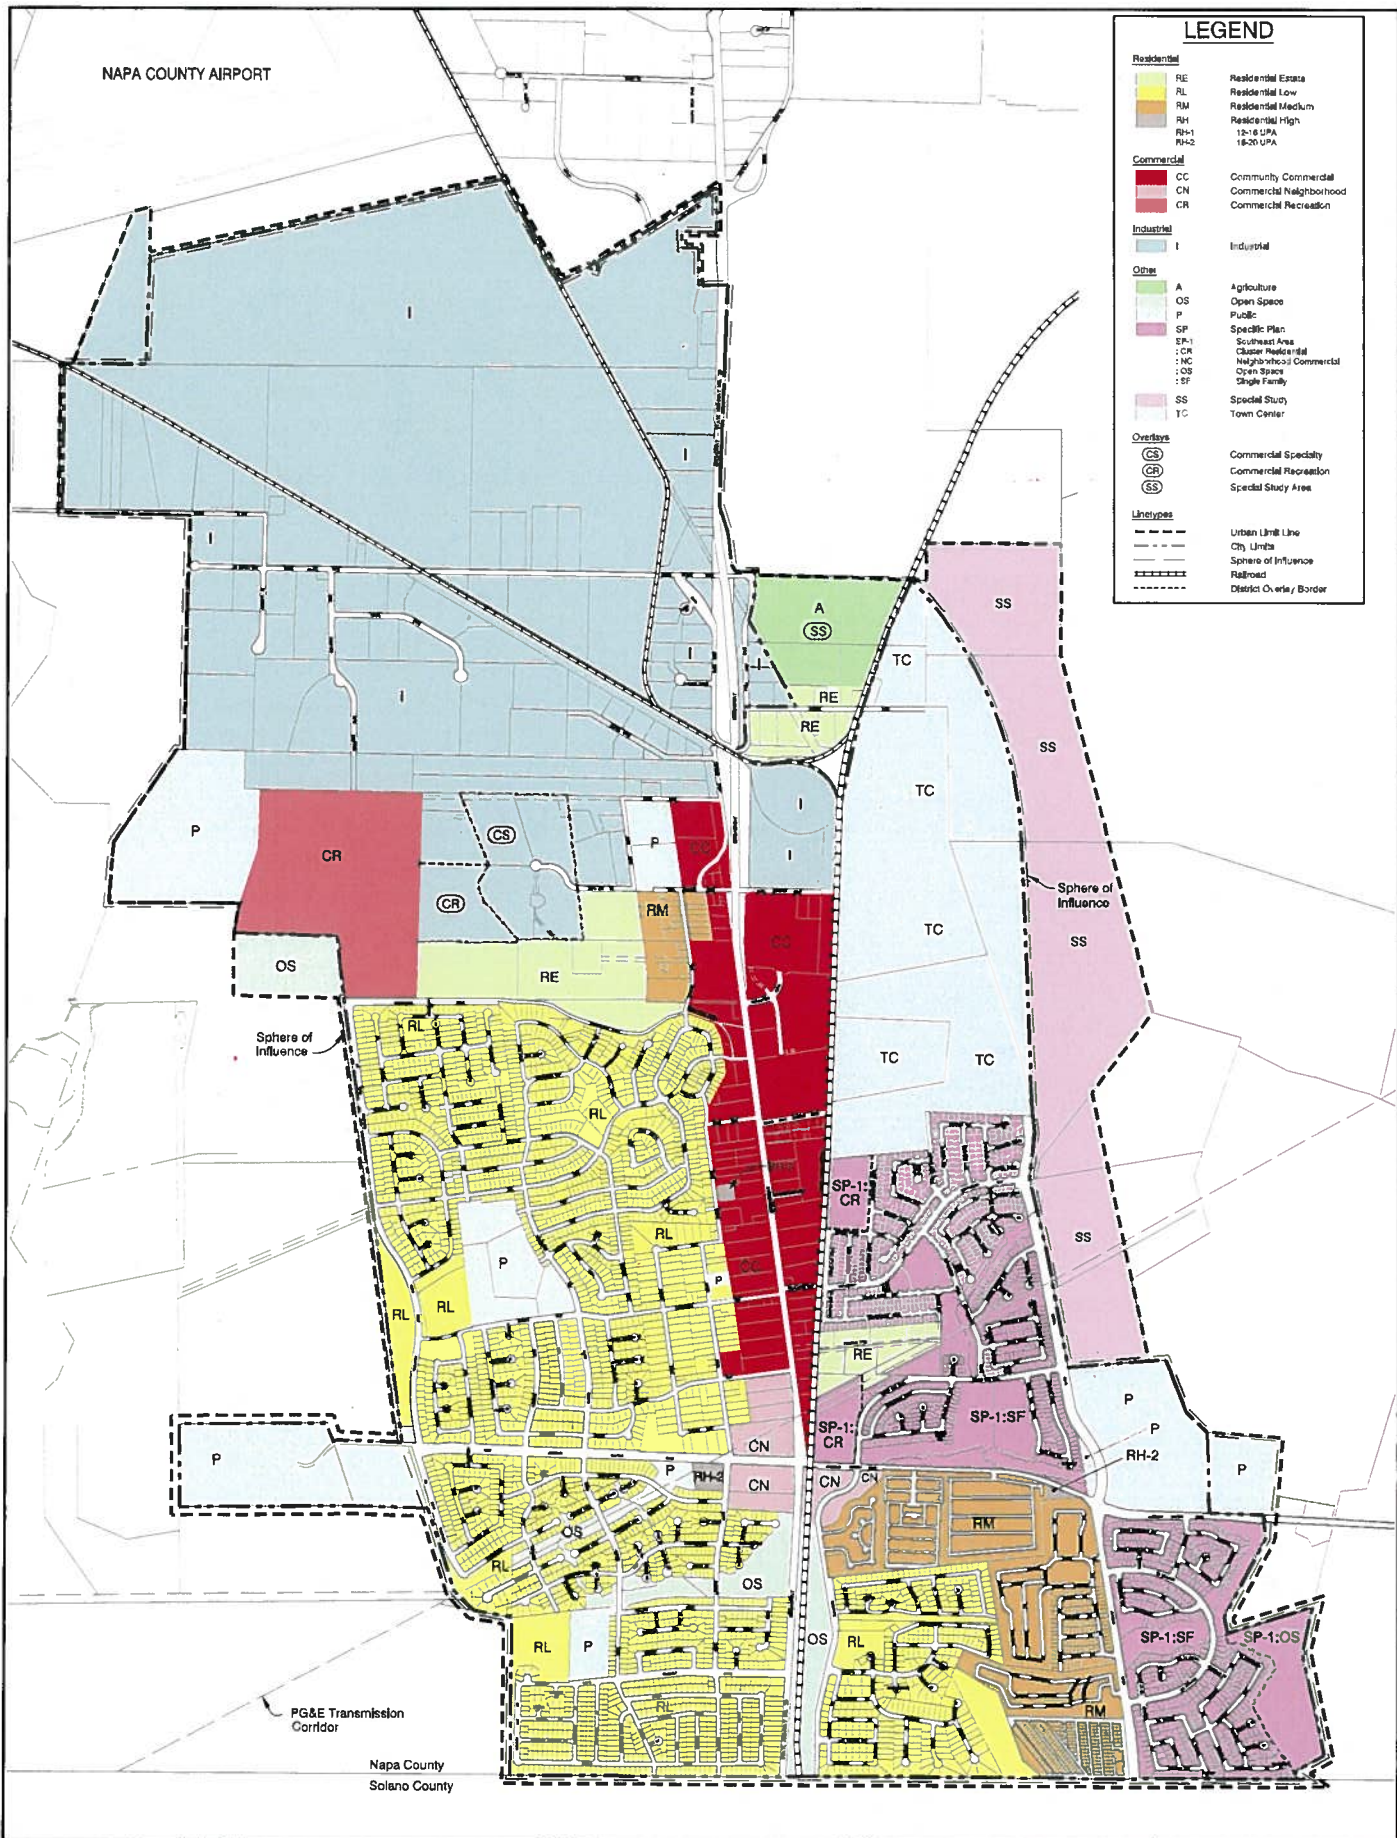 NAPA COUNTY AIRPORT
LEGEND
Residential
RE Residential Estate
RL Residential Low
RM Residential Medium
RH Residential High
RH-1 12-16 UPA
RH-2 16-20 UPA
Commercial
CC Community Commercial
CN Commercial Neighborhood
CR Commercial Recreation
Industrial
I Industrial
Other
A Agriculture
OS Open Space
P Public
SP Specific Plan
SP-1 Southeast Area
: CR Cluster Residential
: NC Neighborhood Commercial
: OS Open Space
: SF Single Family
SS Special Study
TC Town Center
Overlays
CS Commercial Specialty
CR Commercial Recreation
SS Special Study Area
Linetypes
Urban Limit Line
City Limits
Sphere of Influence
Railroad
District Overlay Border
I
I
I
A
SS
SS
TC
I
I
I
RE
RE
SS
TC
I
P
CR
CS
P
CC
I
CR
RM
CC
TC
Sphere of
Influence
SS
OS
RE
RL
Sphere of
Influence
TC
TC
RL
SP-1:
CR
RL
SS
P
CC
P
RL
RL
RE
P
SP-1:SF
P
SP-1:
CR
CN
RH-2
P
P
RH-2
CN
CN
CN
P
OS
RM
RL
OS
RL
P
OS
RL
SP-1:SF
SP-1:OS
RL
RM
PG&E Transmission
Corridor
Napa County
Solano County